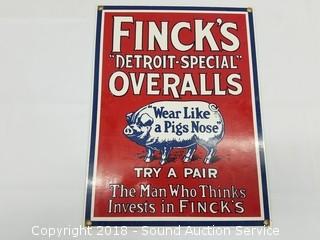 FINCK'S
"DETROIT-SPECIAL"
OVERALLS
"Wear Like
a Pigs Nose"
TRY A PAIR
The Man Who Thinks
Invests in FINCK'S
Copyright 2018 - Sound Auction Service